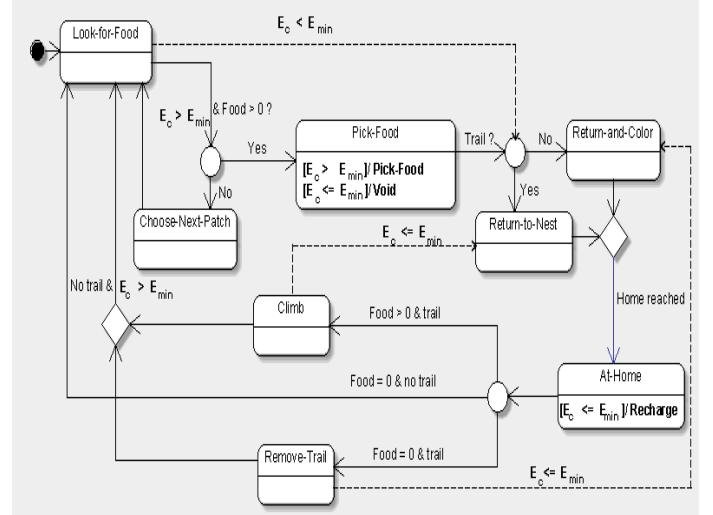 E_c < E_min
Look-for-Food
E_c > E_min & Food > 0 ?
Yes
Pick-Food
[E_c > E_min]/ Pick-Food
[E_c <= E_min]/ Void
Trail ?
No
Return-and-Color
No
Yes
Choose-Next-Patch
Return-to-Nest
E_c <= E_min
No trail & E_c > E_min
Climb
Food > 0 & trail
Home reached
At-Home
[E_c <= E_min]/ Recharge
Food = 0 & no trail
Remove-Trail
Food = 0 & trail
E_c <= E_min